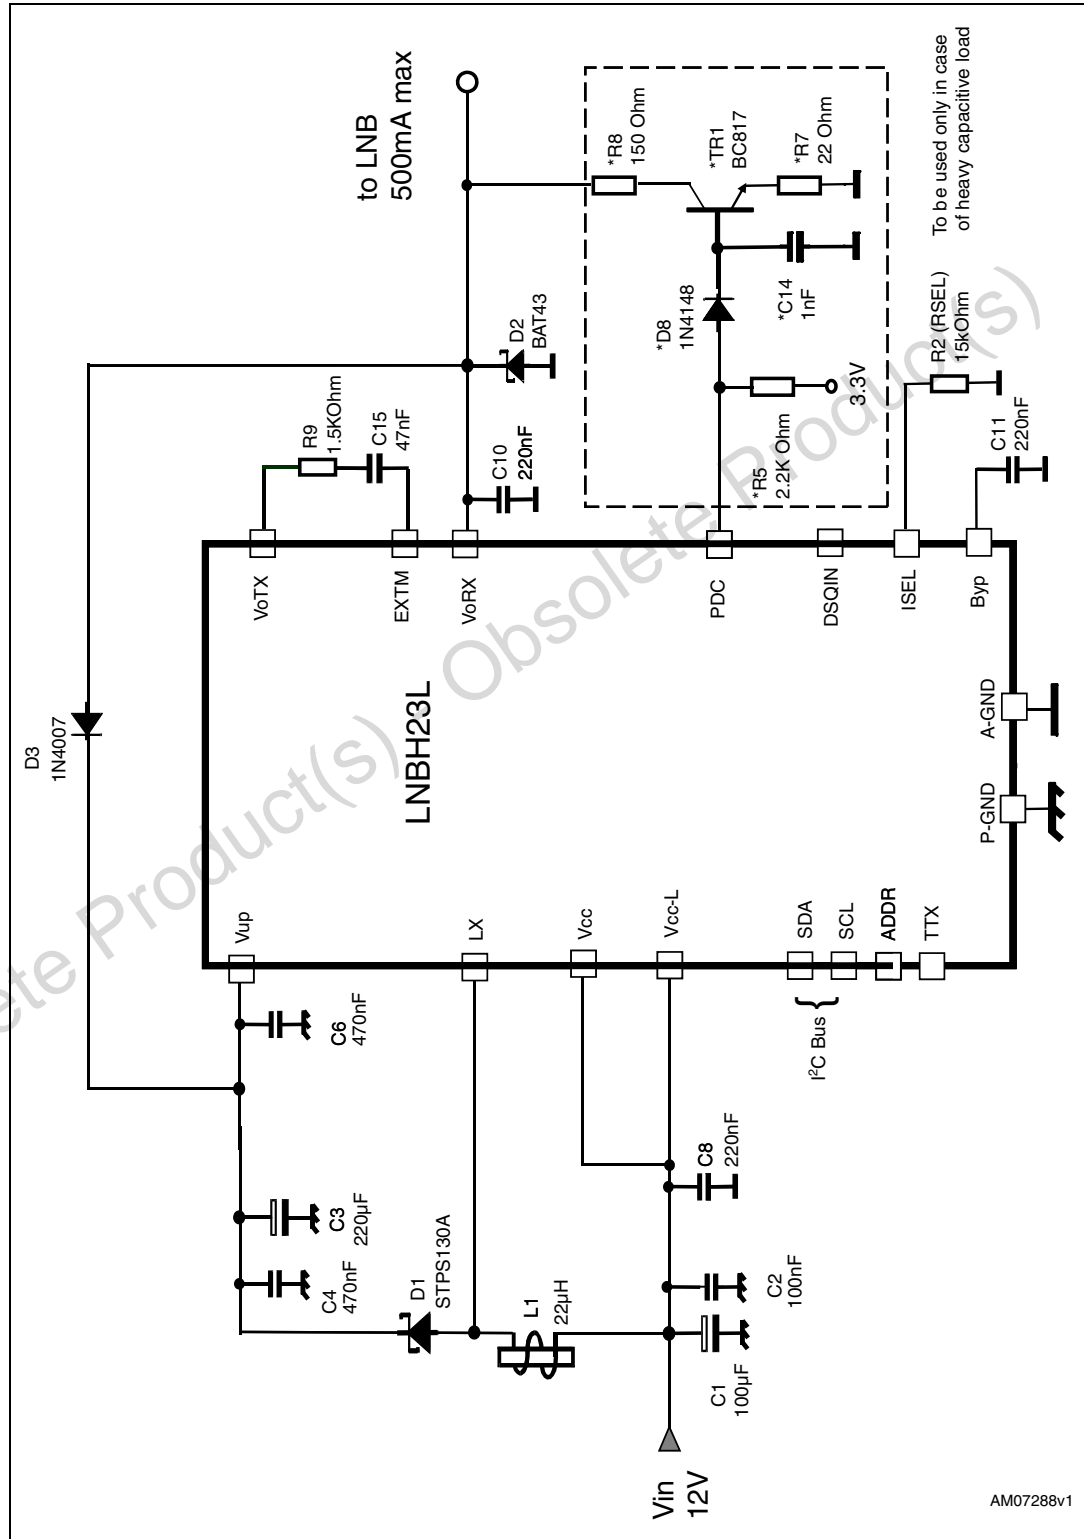 D3
1N4007
R9
1.5KOhm
C15
47nF
to LNB
500mA max
D2
BAT43
C10
220nF
*R8
150 Ohm
*TR1
BC817
*R7
22 Ohm
*D8
1N4148
*C14
1nF
*R5
2.2K Ohm
3.3V
To be used only in case
of heavy capacitive load
R2 (RSEL)
15kOhm
C11
220nF
VoTX
EXTM
VoRX
PDC
DSQIN
ISEL
Byp
LNBH23L
A-GND
P-GND
Vup
LX
Vcc
Vcc-L
SDA
SCL
ADDR
TTX
I²C Bus
C6
470nF
C3
220µF
C4
470nF
D1
STPS130A
L1
22µH
C8
220nF
C2
100nF
C1
100µF
Vin
12V
AM07288v1
ete Product(s) - Obsolete Product(s)